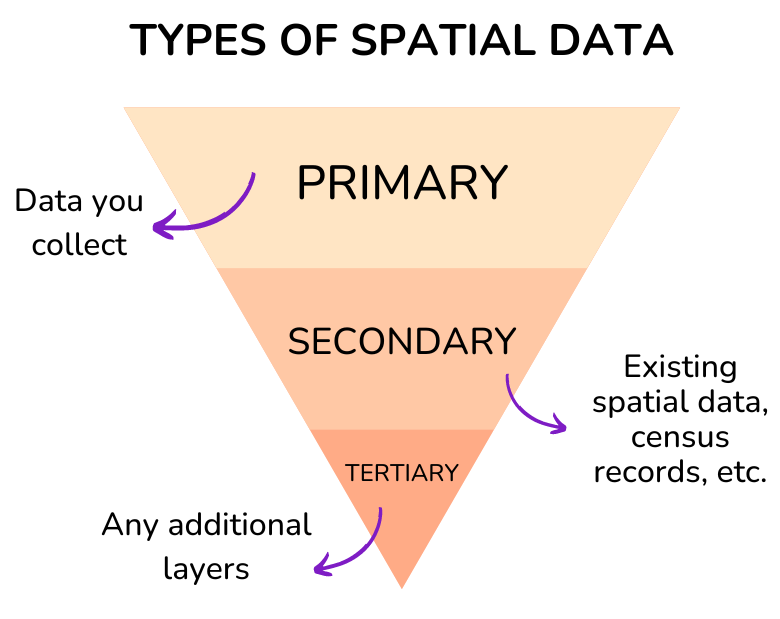 TYPES OF SPATIAL DATA
PRIMARY
Data you
collect
SECONDARY
Existing
spatial data,
census
records, etc.
TERTIARY
Any additional
layers